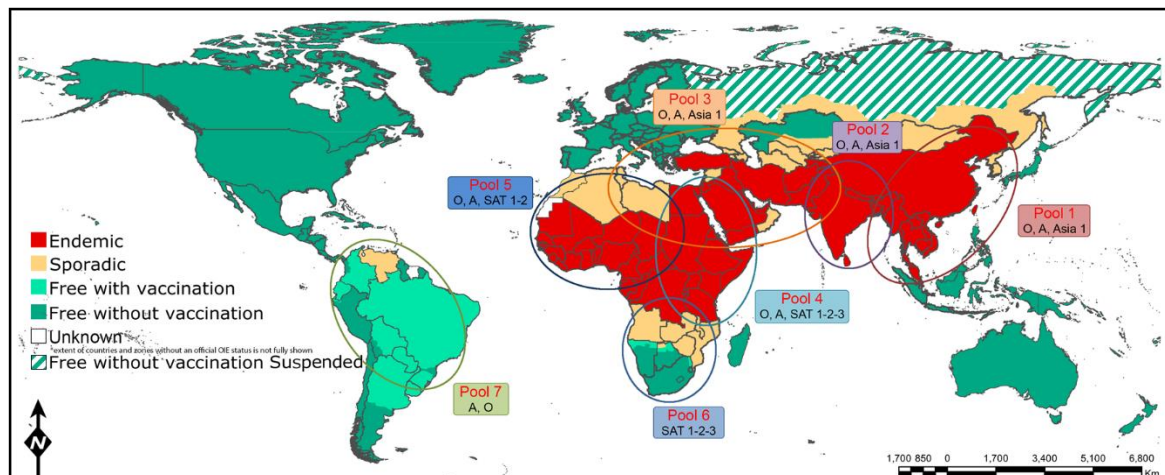 Pool 3
O, A, Asia 1
Pool 2
O, A, Asia 1
Pool 5
O, A, SAT 1-2
Pool 1
O, A, Asia 1
Endemic
Sporadic
Free with vaccination
Free without vaccination
Unknown
*extent of countries and zones without an official OIE status is not fully shown
Free without vaccination Suspended
Pool 4
O, A, SAT 1-2-3
Pool 7
A, O
Pool 6
SAT 1-2-3
N
1,700 850 0 1,700 3,400 5,100 6,800
Km